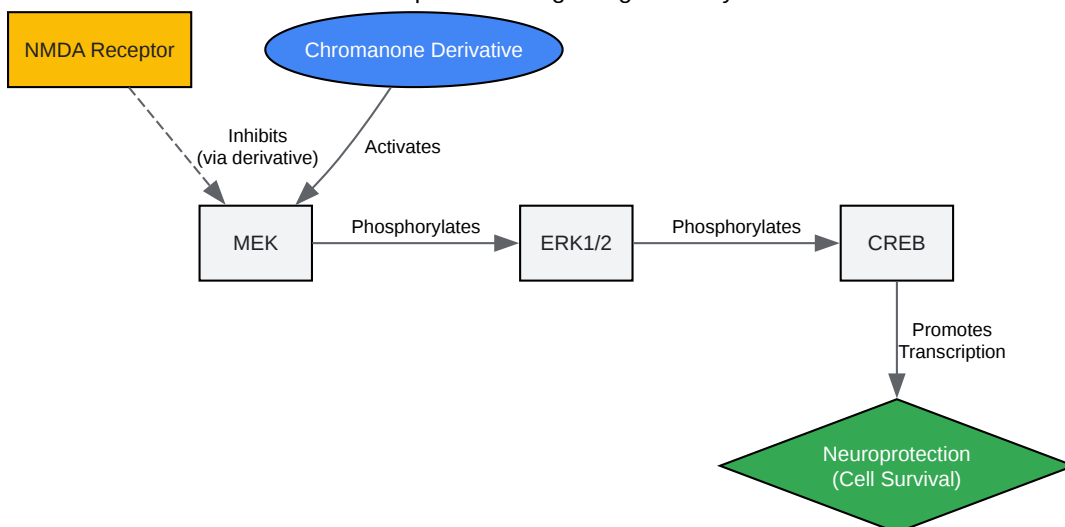 NMDA Receptor
Chromanone Derivative
Inhibits
(via derivative)
Activates
MEK
Phosphorylates
ERK1/2
Phosphorylates
CREB
Promotes
Transcription
Neuroprotection
(Cell Survival)